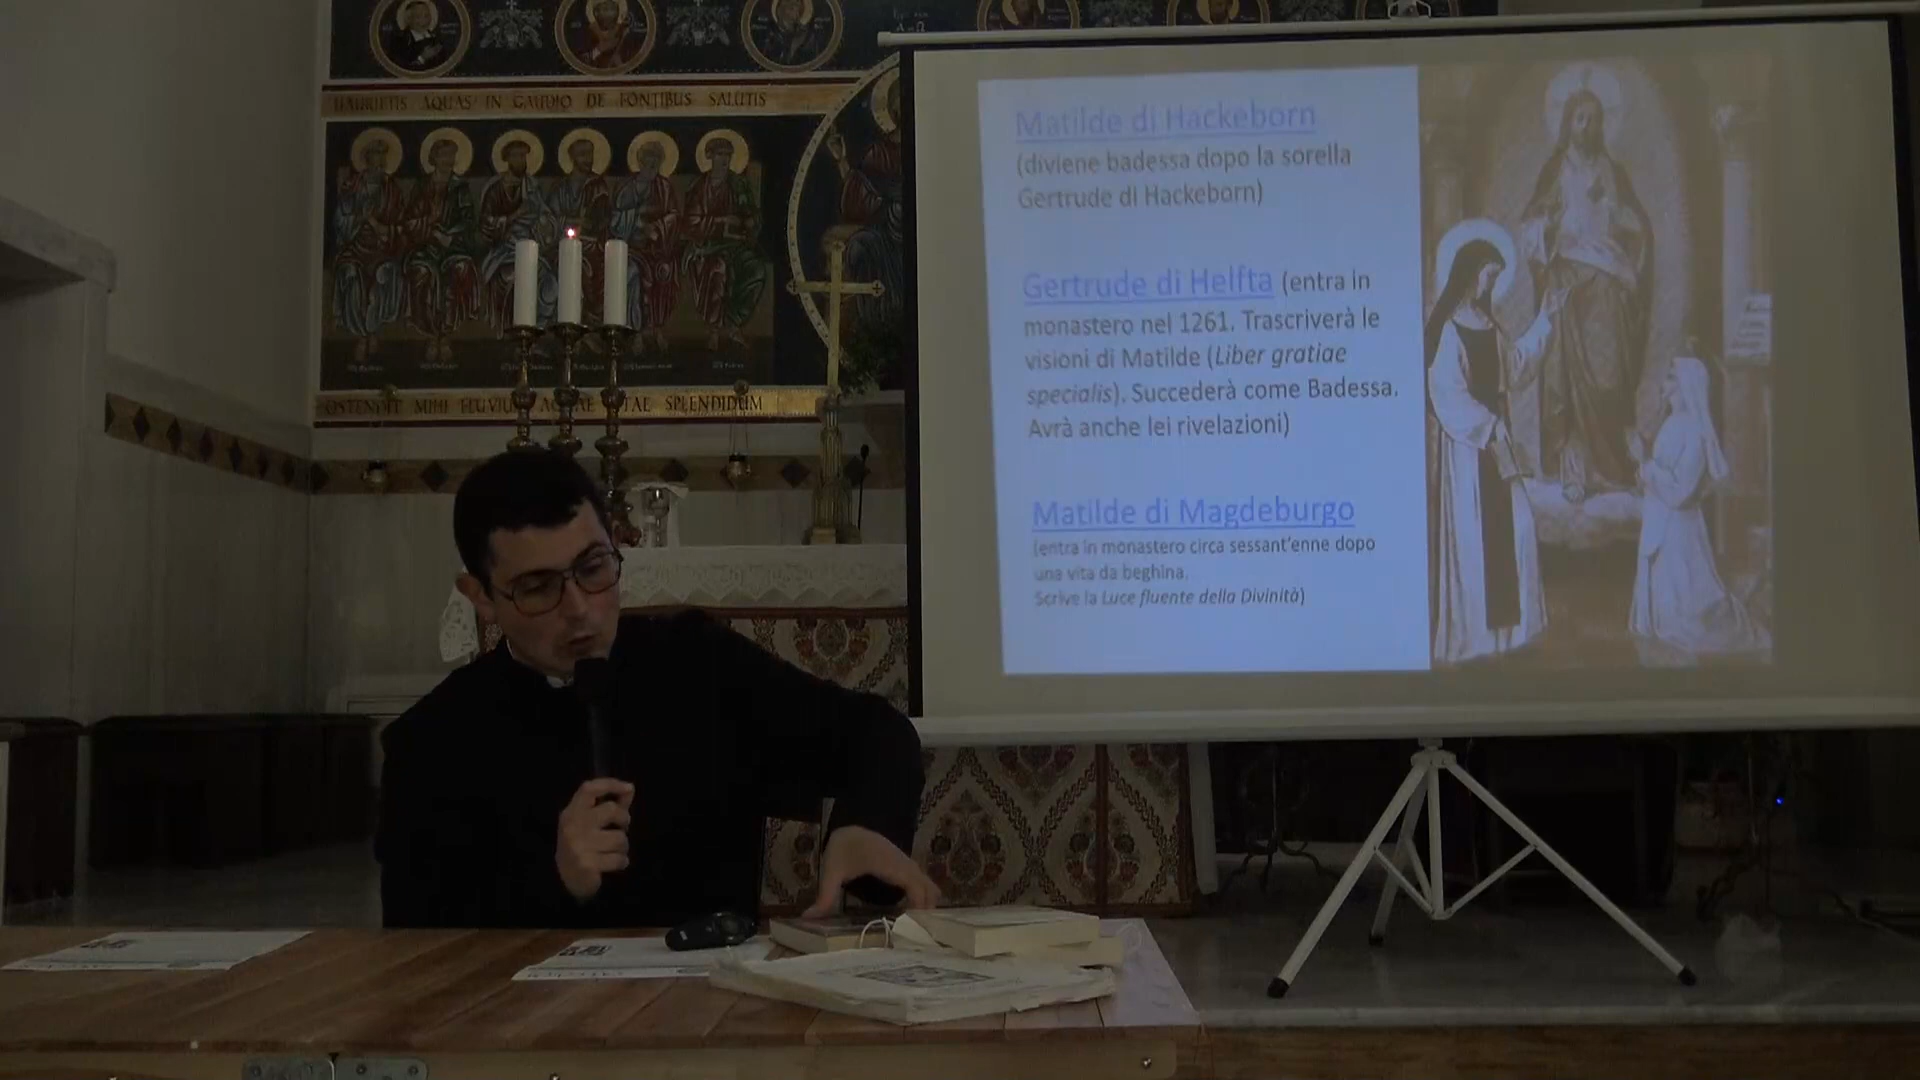 HAURIETIS AQUAS IN GAUDIO DE FONTIBUS SALUTIS
OSTENDIT MIHI FLUVIUM AQUAE VITAE SPLENDIDUM
Matilde di Hackeborn
(diviene badessa dopo la sorella
Gertrude di Hackeborn)
Gertrude di Helfta (entra in
monastero nel 1261. Trascriverà le
visioni di Matilde (Liber gratiae
specialis). Succederà come Badessa.
Avrà anche lei rivelazioni)
Matilde di Magdeburgo
(entra in monastero circa sessant'enne dopo
una vita da beghina.
Scrive la Luce fluente della Divinità)